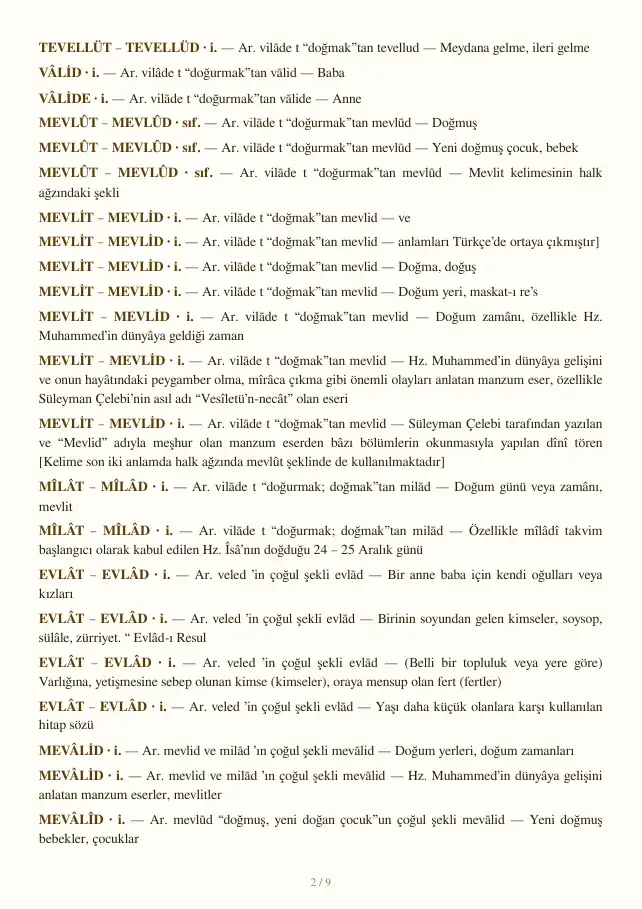 TEVELLÜT – TEVELLÜD · i. — Ar. vilāde t “doğmak”tan tevellud — Meydana gelme, ileri gelme
VÂLİD · i. — Ar. vilâde t “doğurmak”tan vālid — Baba
VÂLİDE · i. — Ar. vilāde t “doğurmak”tan vālide — Anne
MEVLÛT – MEVLÛD · sıf. — Ar. vilāde t “doğurmak”tan mevlūd — Doğmuş
MEVLÛT – MEVLÛD · sıf. — Ar. vilāde t “doğurmak”tan mevlūd — Yeni doğmuş çocuk, bebek
MEVLÛT – MEVLÛD · sıf. — Ar. vilāde t “doğurmak”tan mevlūd — Mevlit kelimesinin halk
ağzındaki şekli
MEVLİT – MEVLİD · i. — Ar. vilāde t “doğmak”tan mevlid — ve
MEVLİT – MEVLİD · i. — Ar. vilāde t “doğmak”tan mevlid — anlamları Türkçe’de ortaya çıkmıştır]
MEVLİT – MEVLİD · i. — Ar. vilāde t “doğmak”tan mevlid — Doğma, doğuş
MEVLİT – MEVLİD · i. — Ar. vilāde t “doğmak”tan mevlid — Doğum yeri, maskat-ı re’s
MEVLİT – MEVLİD · i. — Ar. vilāde t “doğmak”tan mevlid — Doğum zamânı, özellikle Hz.
Muhammed’in dünyâya geldiği zaman
MEVLİT – MEVLİD · i. — Ar. vilāde t “doğmak”tan mevlid — Hz. Muhammed’in dünyâya gelişini
ve onun hayâtındaki peygamber olma, mîrâca çıkma gibi önemli olayları anlatan manzum eser, özellikle
Süleyman Çelebi’nin asıl adı “Vesîletü’n-necât” olan eseri
MEVLİT – MEVLİD · i. — Ar. vilāde t “doğmak”tan mevlid — Süleyman Çelebi tarafından yazılan
ve “Mevlid” adıyla meşhur olan manzum eserden bâzı bölümlerin okunmasıyla yapılan dînî tören
[Kelime son iki anlamda halk ağzında mevlût şeklinde de kullanılmaktadır]
MÎLÂT – MÎLÂD · i. — Ar. vilāde t “doğurmak; doğmak”tan milād — Doğum günü veya zamânı,
mevlit
MÎLÂT – MÎLÂD · i. — Ar. vilāde t “doğurmak; doğmak”tan milād — Özellikle mîlâdî takvim
başlangıcı olarak kabul edilen Hz. Îsâ’nın doğduğu 24 – 25 Aralık günü
EVLÂT – EVLÂD · i. — Ar. veled ’in çoğul şekli evlād — Bir anne baba için kendi oğulları veya
kızları
EVLÂT – EVLÂD · i. — Ar. veled ’in çoğul şekli evlād — Birinin soyundan gelen kimseler, soysop,
sülâle, zürriyet. “ Evlâd-ı Resul
EVLÂT – EVLÂD · i. — Ar. veled ’in çoğul şekli evlād — (Belli bir topluluk veya yere göre)
Varlığına, yetişmesine sebep olunan kimse (kimseler), oraya mensup olan fert (fertler)
EVLÂT – EVLÂD · i. — Ar. veled ’in çoğul şekli evlād — Yaşı daha küçük olanlara karşı kullanılan
hitap sözü
MEVÂLİD · i. — Ar. mevlid ve milād ’ın çoğul şekli mevālid — Doğum yerleri, doğum zamanları
MEVÂLİD · i. — Ar. mevlid ve milād ’ın çoğul şekli mevālid — Hz. Muhammed’in dünyâya gelişini
anlatan manzum eserler, mevlitler
MEVÂLÎD · i. — Ar. mevlūd “doğmuş, yeni doğan çocuk”un çoğul şekli mevālid — Yeni doğmuş
bebekler, çocuklar
2 / 9